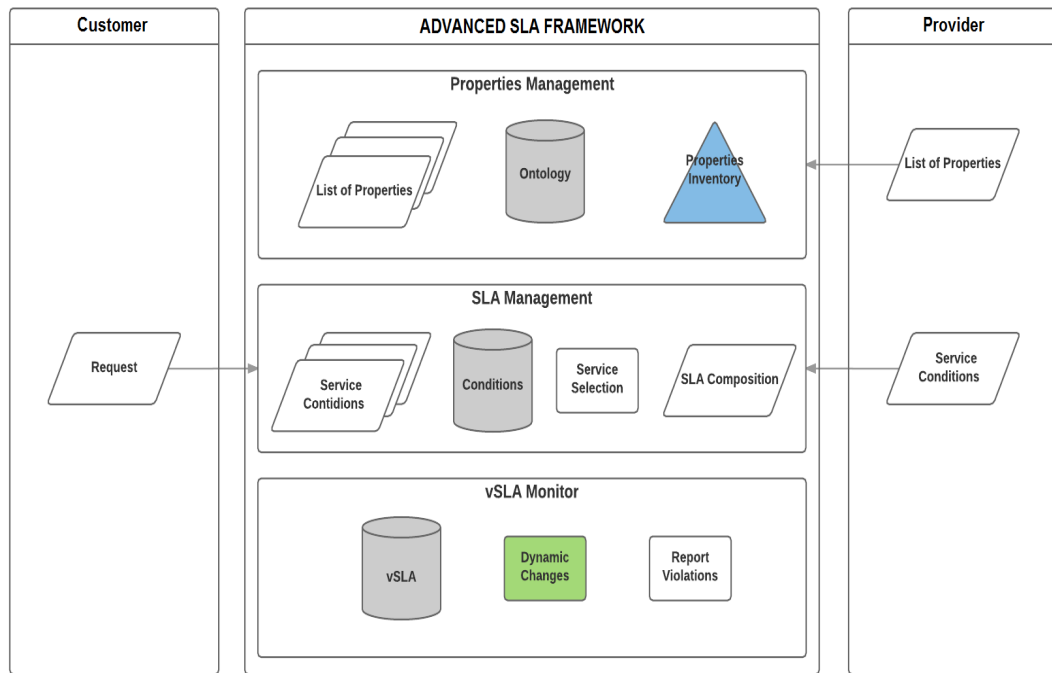 Customer
ADVANCED SLA FRAMEWORK
Provider
Properties Management
List of Properties
Ontology
Properties
Inventory
List of Properties
SLA Management
Request
Service
Contidions
Conditions
Service
Selection
SLA Composition
Service
Conditions
vSLA Monitor
vSLA
Dynamic
Changes
Report
Violations